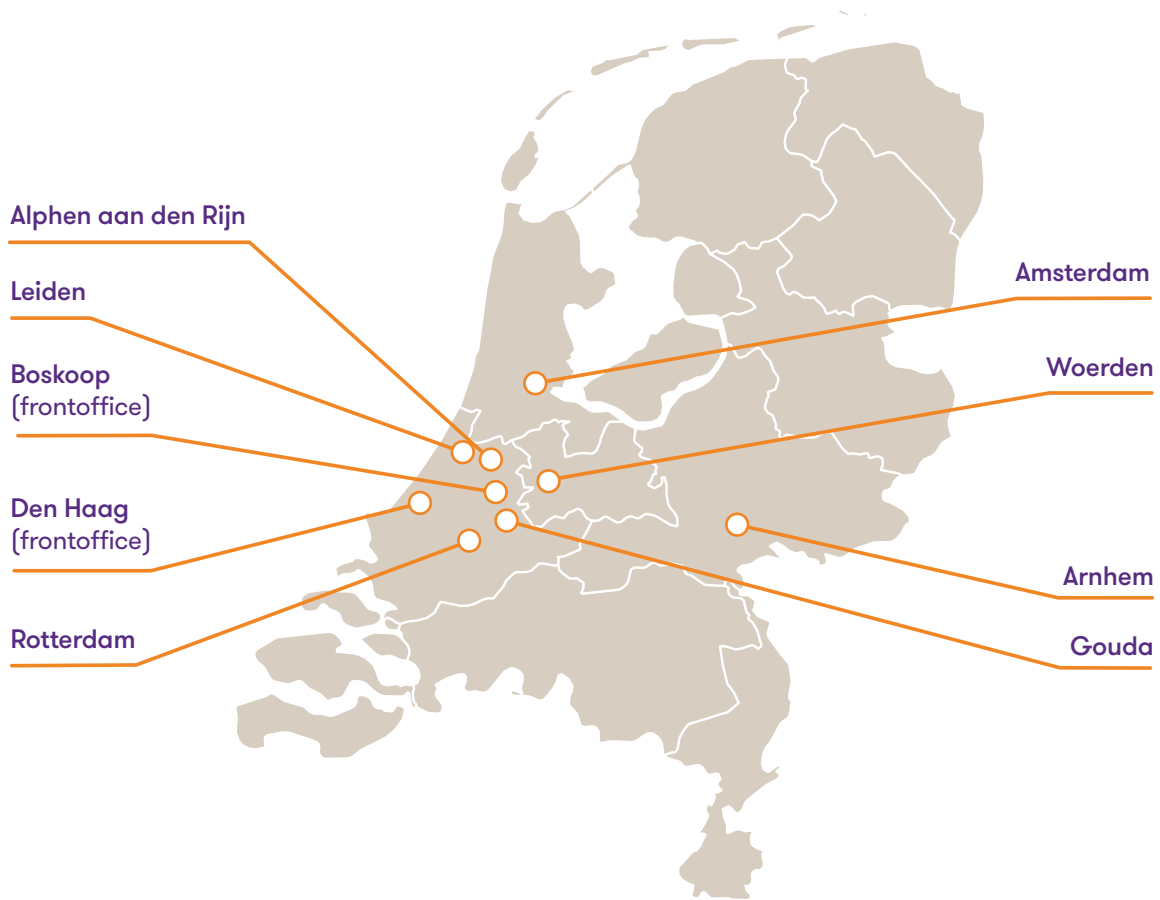 Alphen aan den Rijn
Leiden
Boskoop
(frontoffice)
Den Haag
(frontoffice)
Rotterdam
Amsterdam
Woerden
Arnhem
Gouda